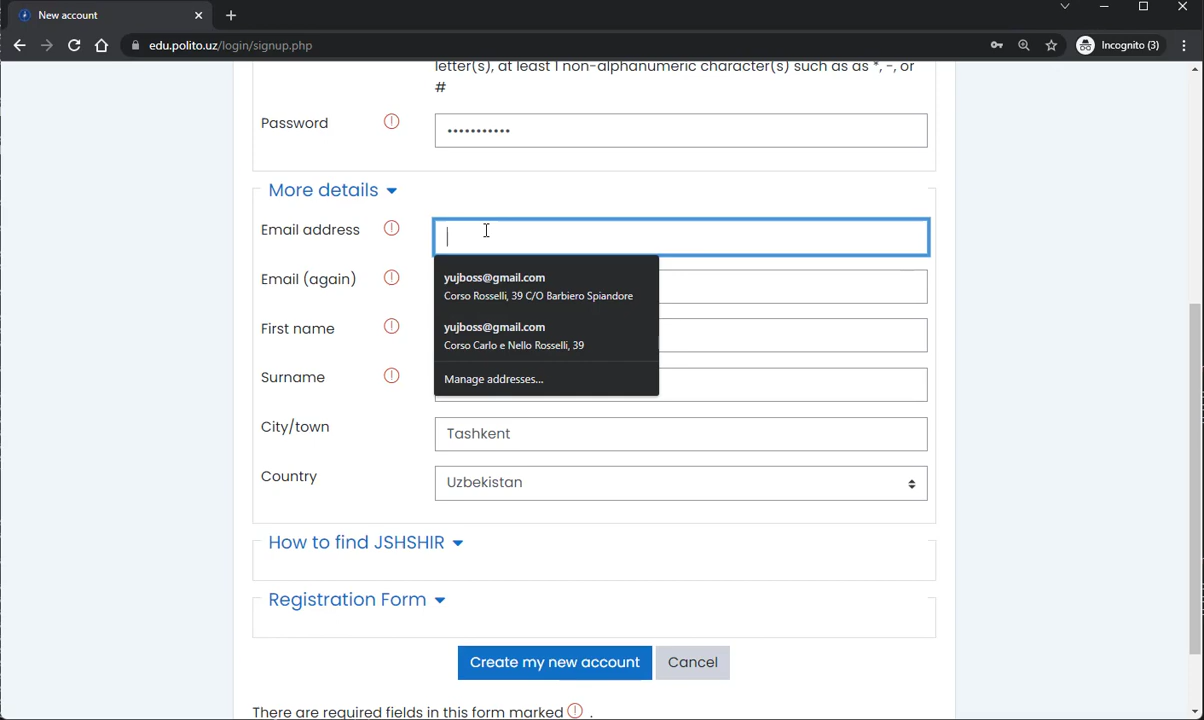 New account
edu.polito.uz/login/signup.php
Incognito (3)
letter(s), at least 1 non-alphanumeric character(s) such as as *, -, or
#
Password
•••••••••••
More details
Email address
Email (again)
yujboss@gmail.com
Corso Rosselli, 39 C/O Barbiero Spiandore
First name
yujboss@gmail.com
Corso Carlo e Nello Rosselli, 39
Surname
Manage addresses...
City/town
Tashkent
Country
Uzbekistan
How to find JSHSHIR
Registration Form
Create my new account
Cancel
There are required fields in this form marked .